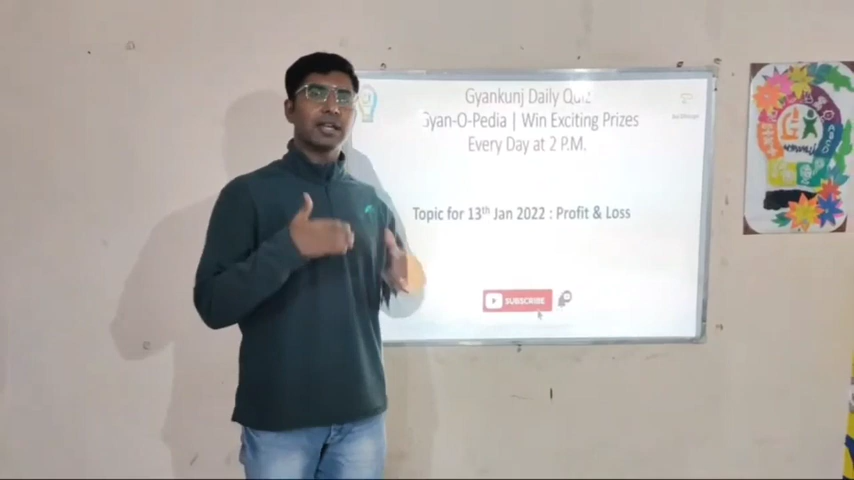 Gyankunj Daily Quiz
Gyan-O-Pedia | Win Exciting Prizes
Every Day at 2 P.M.
Topic for 13th Jan 2022 : Profit & Loss
SUBSCRIBE